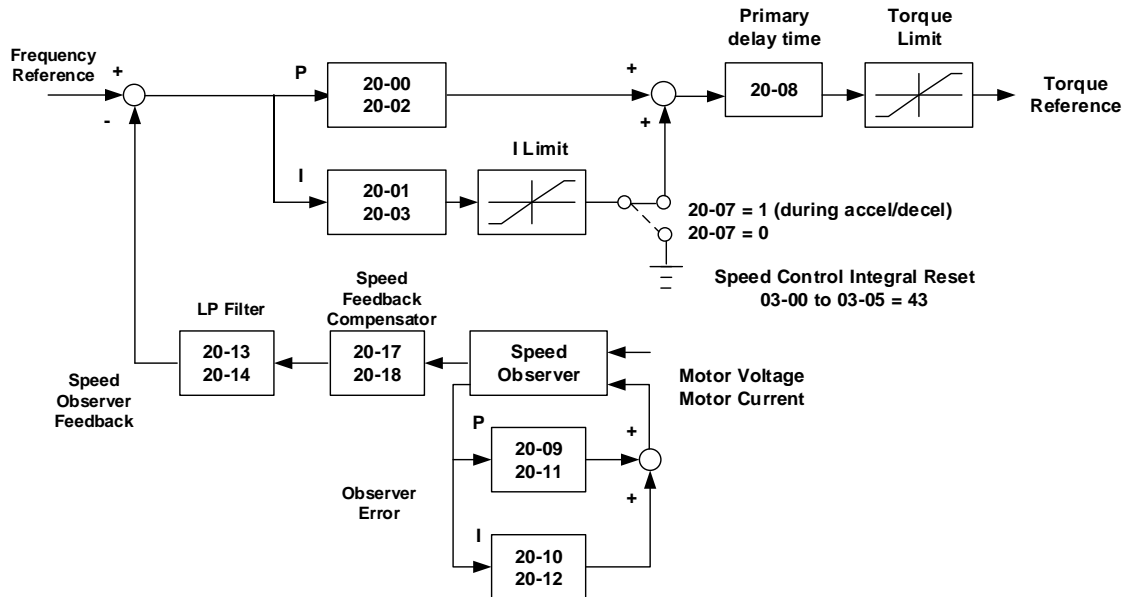 Primary
delay time
Torque
Limit
Frequency
Reference
+
-
P
20-00
20-02
+
+
20-08
Torque
Reference
I Limit
I
20-01
20-03
20-07 = 1 (during accel/decel)
20-07 = 0
Speed Control Integral Reset
03-00 to 03-05 = 43
LP Filter
Speed
Feedback
Compensator
20-13
20-14
20-17
20-18
Speed
Observer
Motor Voltage
Motor Current
Speed
Observer
Feedback
P
20-09
20-11
+
+
Observer
Error
I
20-10
20-12